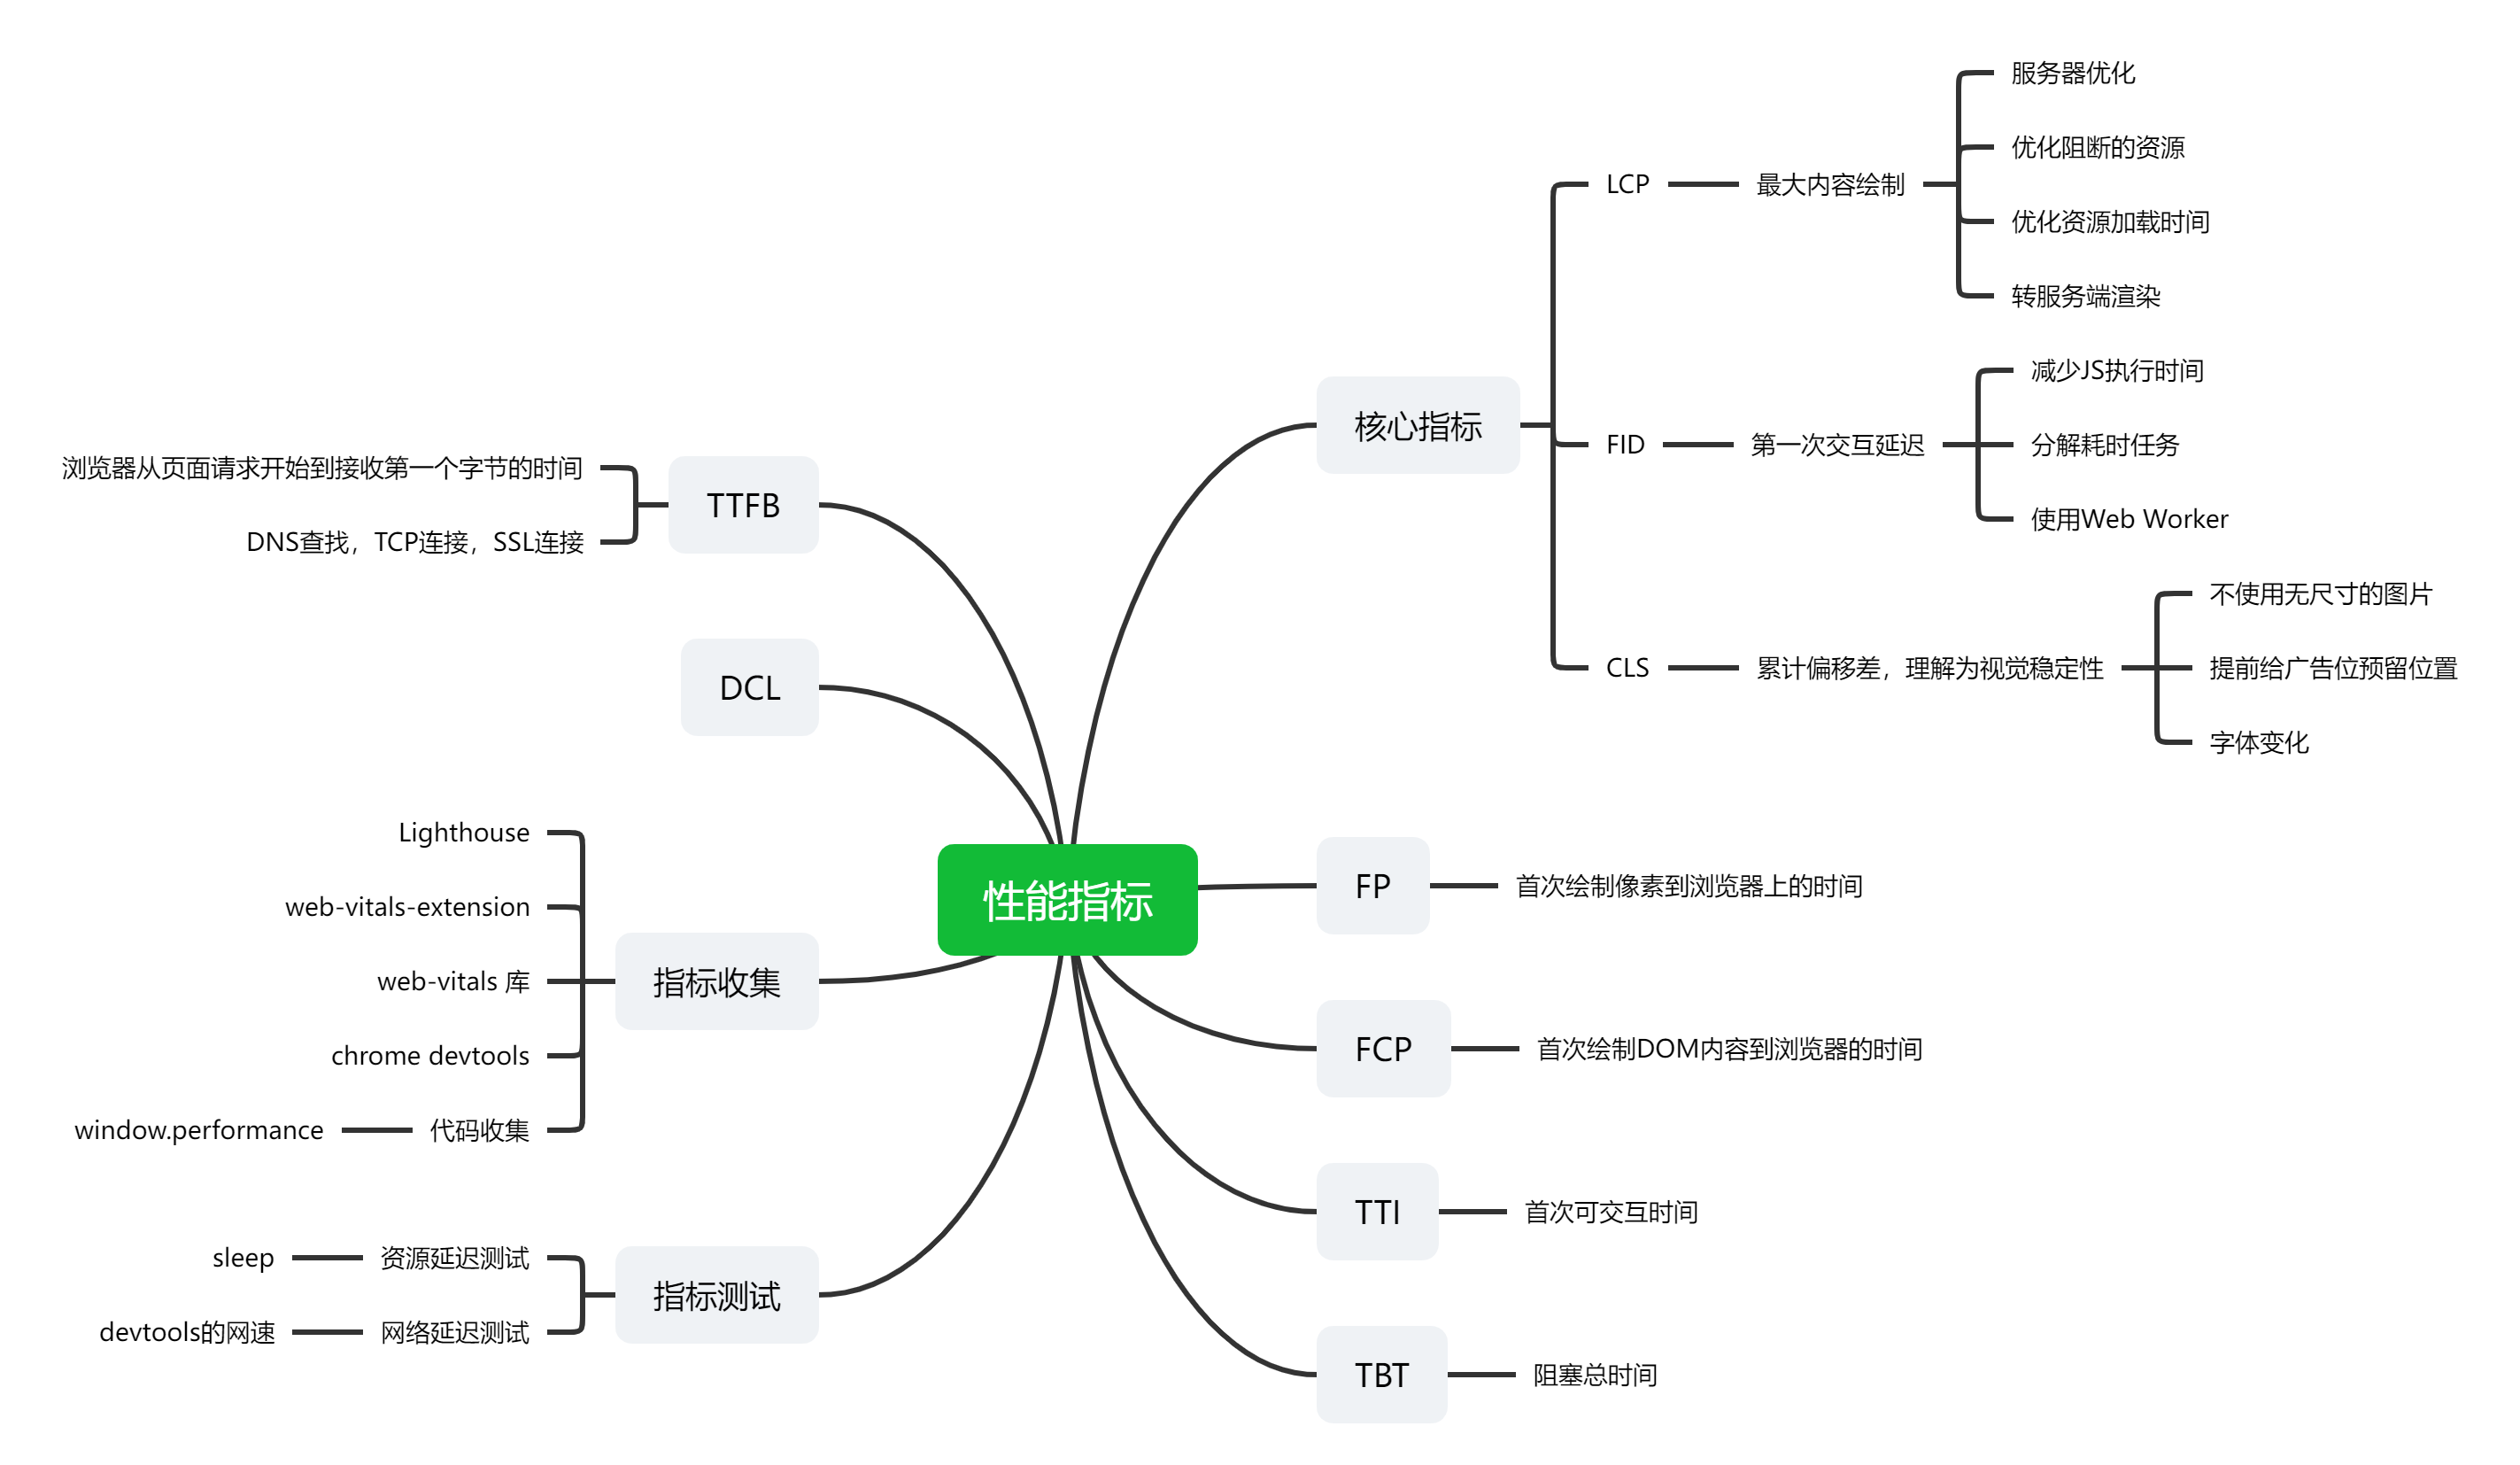 性能指标
核心指标
LCP
最大内容绘制
服务器优化
优化阻断的资源
优化资源加载时间
转服务端渲染
FID
第一次交互延迟
减少JS执行时间
分解耗时任务
使用Web Worker
CLS
累计偏移差，理解为视觉稳定性
不使用无尺寸的图片
提前给广告位预留位置
字体变化
FP
首次绘制像素到浏览器上的时间
FCP
首次绘制DOM内容到浏览器的时间
TTI
首次可交互时间
TBT
阻塞总时间
TTFB
浏览器从页面请求开始到接收第一个字节的时间
DNS查找，TCP连接，SSL连接
DCL
指标收集
Lighthouse
web-vitals-extension
web-vitals 库
chrome devtools
代码收集
window.performance
指标测试
资源延迟测试
sleep
网络延迟测试
devtools的网速